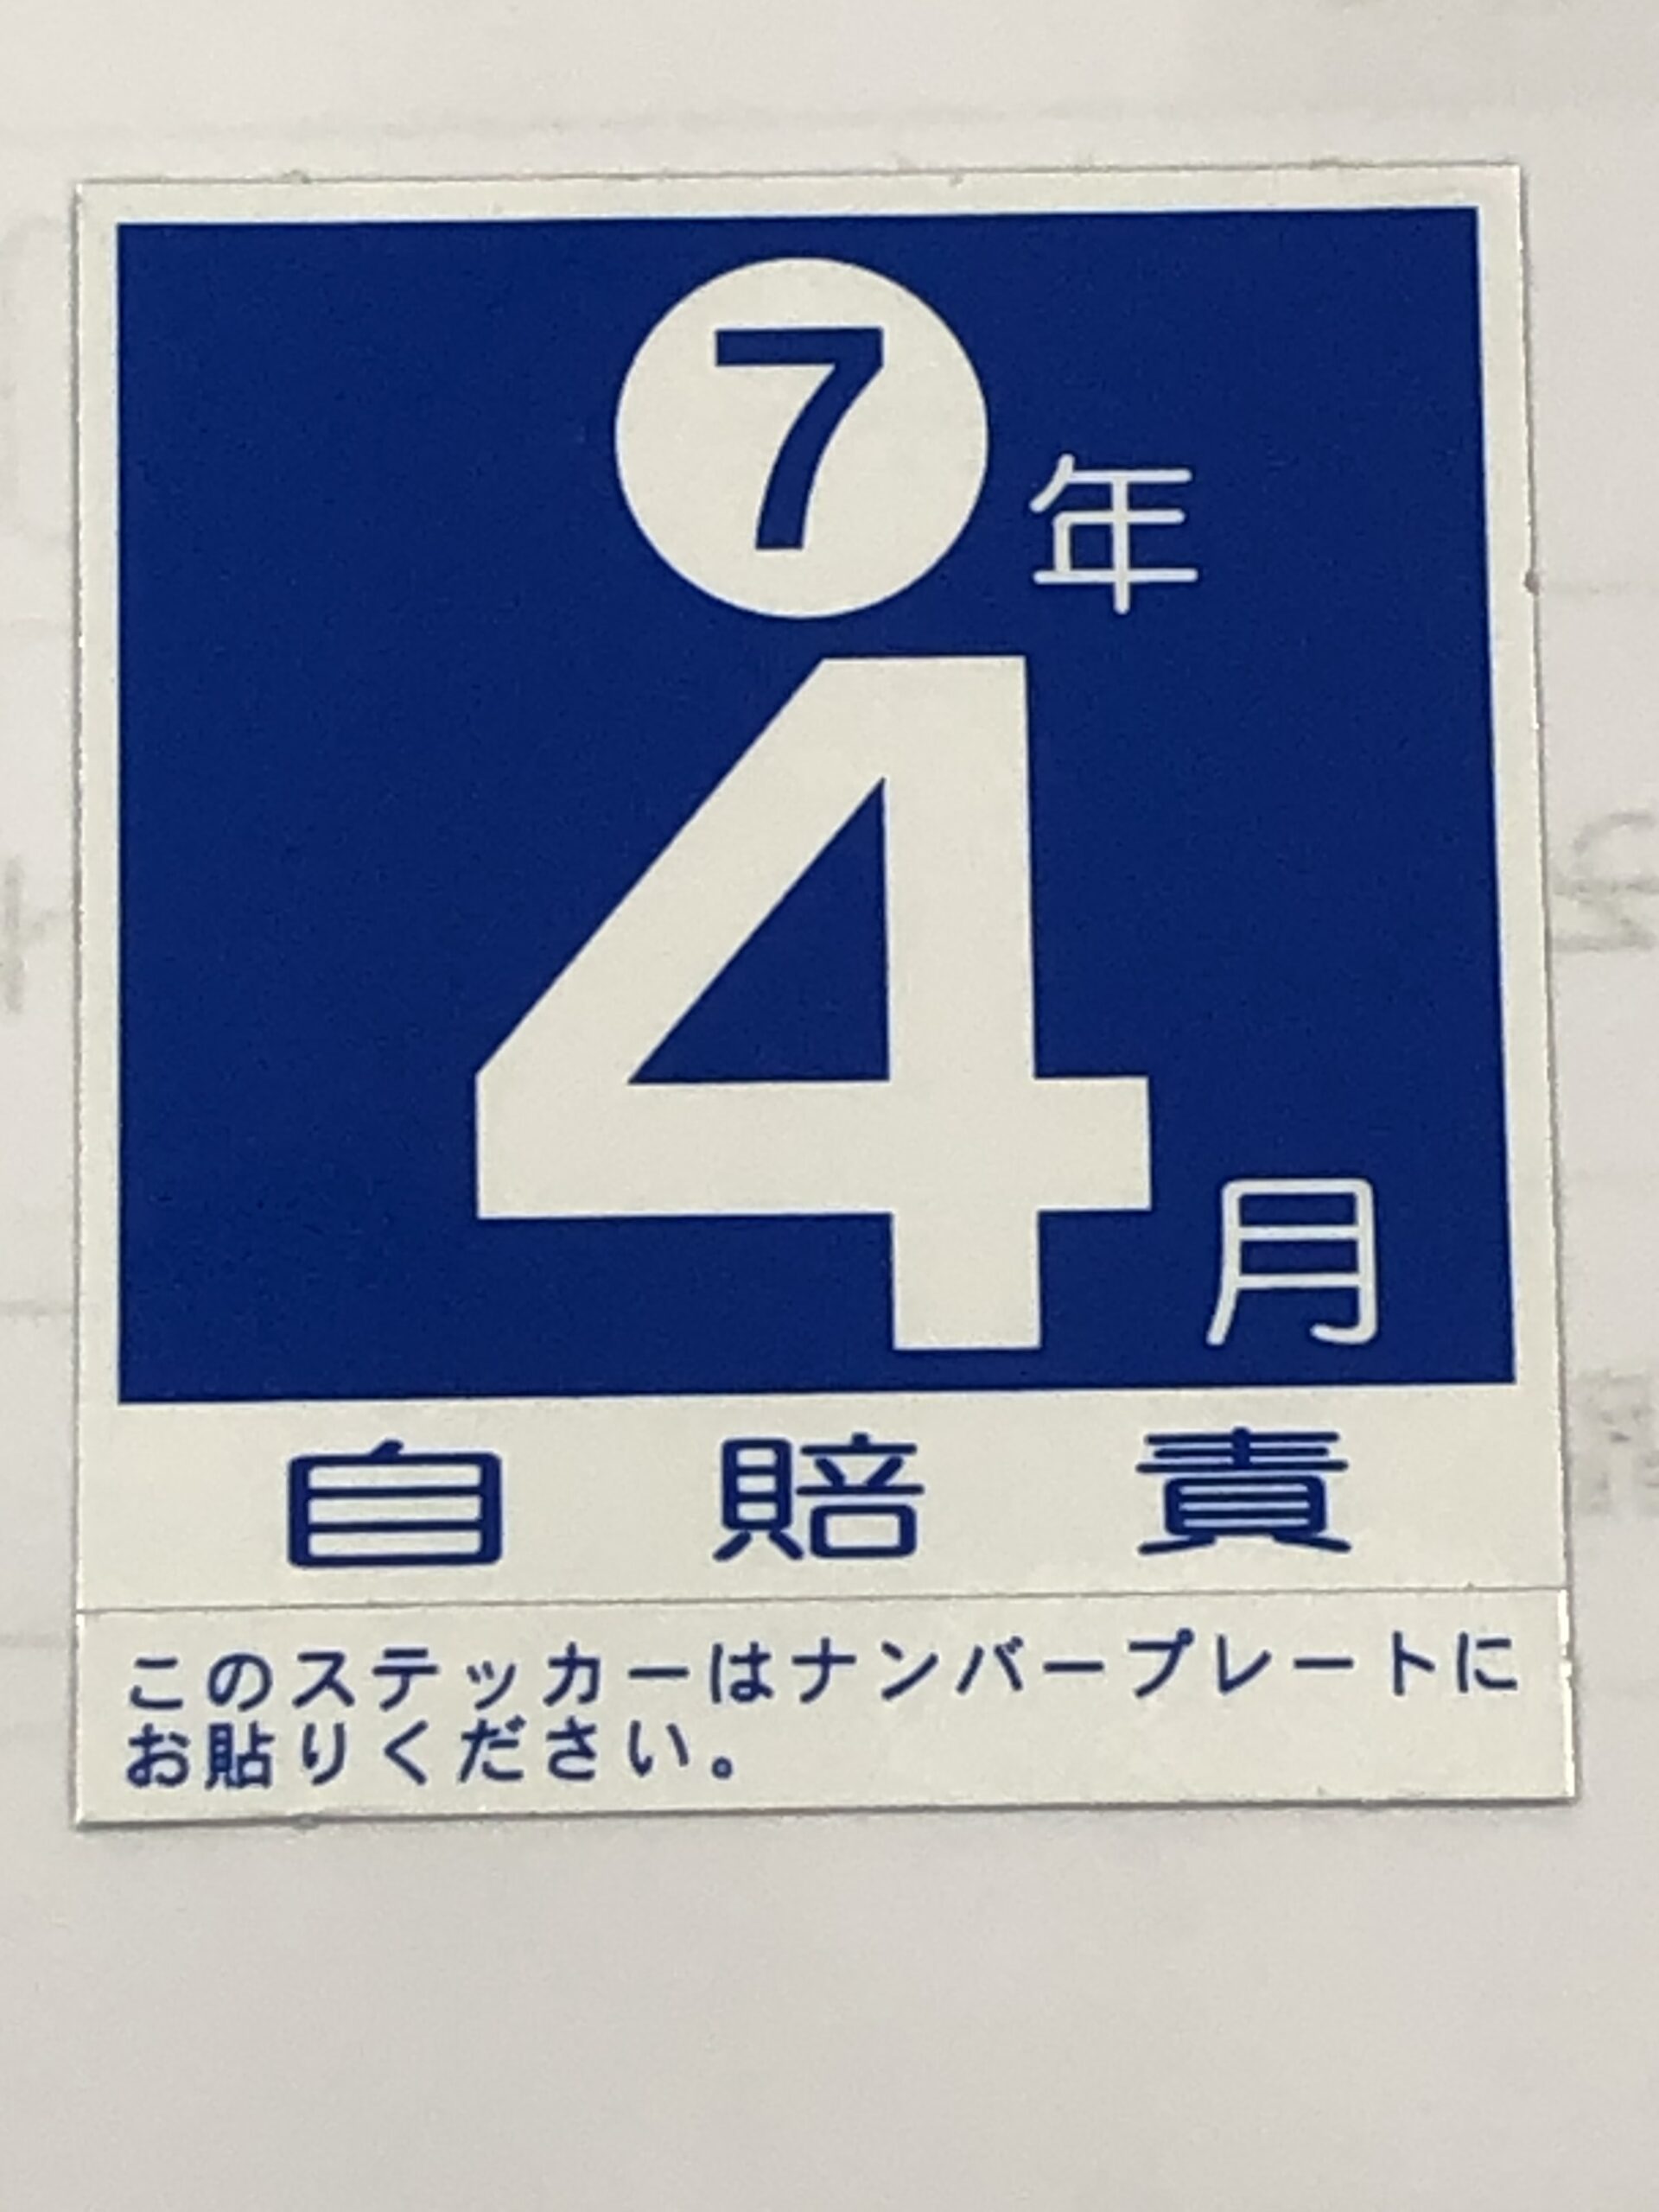 7年
4月
自賠責
このステッカーはナンバープレートに
お貼りください。